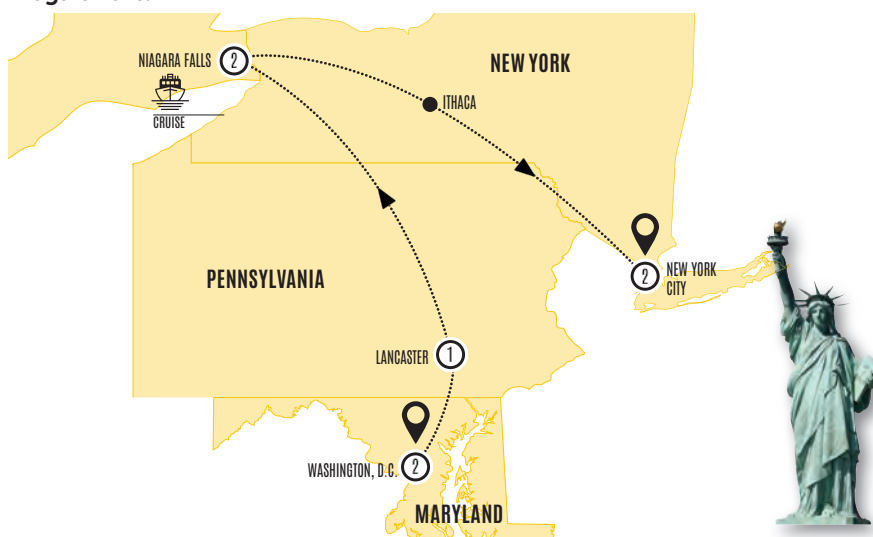 NIAGARA FALLS
2
NEW YORK
CRUISE
ITHACA
2
NEW YORK
CITY
PENNSYLVANIA
LANCASTER
1
WASHINGTON, D.C.
2
MARYLAND